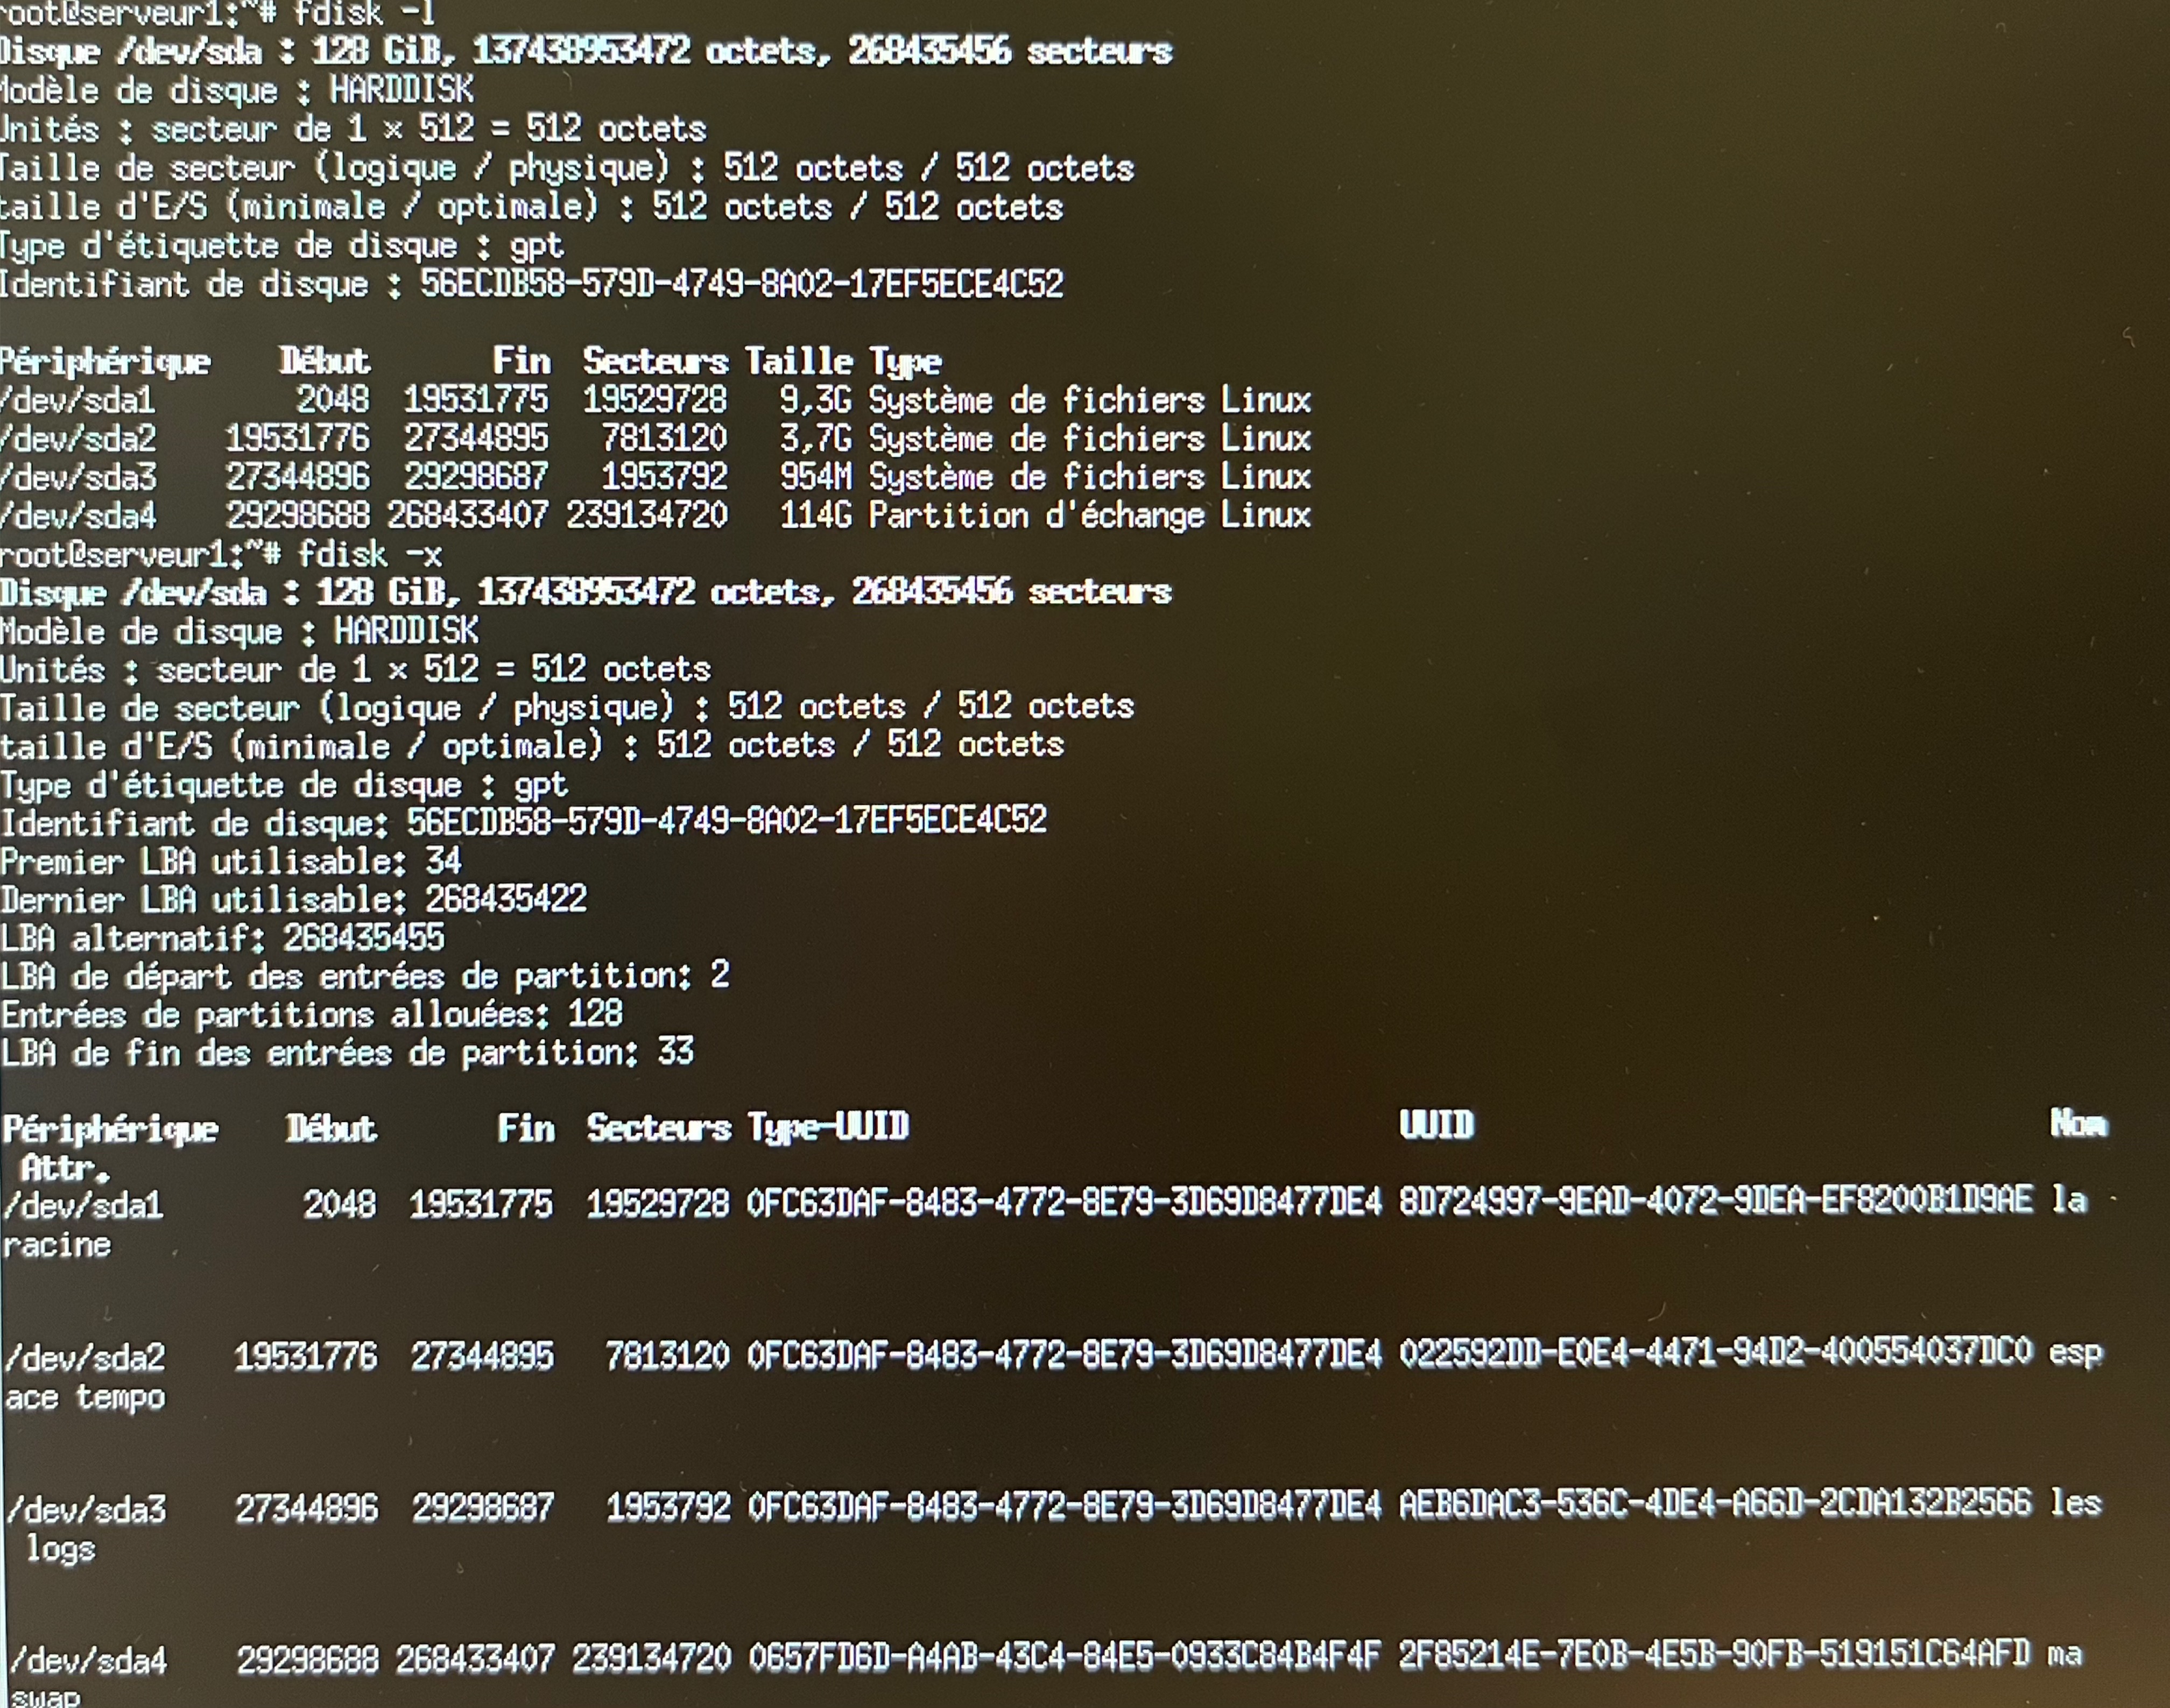 root@serveur1:~# fdisk -l
Disque /dev/sda : 128 GiB, 137438953472 octets, 268435456 secteurs
Modèle de disque : HARDDISK
Unités : secteur de 1 × 512 = 512 octets
Taille de secteur (logique / physique) : 512 octets / 512 octets
taille d'E/S (minimale / optimale) : 512 octets / 512 octets
Type d'étiquette de disque : gpt
Identifiant de disque : 56ECDB58-579D-4749-8A02-17EF5ECE4C52
Périphérique Début Fin Secteurs Taille Type
/dev/sda1 2048 19531775 19529728 9,3G Système de fichiers Linux
/dev/sda2 19531776 27344895 7813120 3,7G Système de fichiers Linux
/dev/sda3 27344896 29298687 1953792 954M Système de fichiers Linux
/dev/sda4 29298688 268433407 239134720 114G Partition d'échange Linux
root@serveur1:~# fdisk -x
Disque /dev/sda : 128 GiB, 137438953472 octets, 268435456 secteurs
Modèle de disque : HARDDISK
Unités : secteur de 1 × 512 = 512 octets
Taille de secteur (logique / physique) : 512 octets / 512 octets
taille d'E/S (minimale / optimale) : 512 octets / 512 octets
Type d'étiquette de disque : gpt
Identifiant de disque: 56ECDB58-579D-4749-8A02-17EF5ECE4C52
Premier LBA utilisable: 34
Dernier LBA utilisable: 268435422
LBA alternatif: 268435455
LBA de départ des entrées de partition: 2
Entrées de partitions allouées: 128
LBA de fin des entrées de partition: 33
Périphérique Début Fin Secteurs Type-UUID UUID Nom
Attr.
/dev/sda1 2048 19531775 19529728 0FC63DAF-8483-4772-8E79-3D69D8477DE4 8D724997-9EAD-4072-9DEA-EF8200B1D9AE la
racine
/dev/sda2 19531776 27344895 7813120 0FC63DAF-8483-4772-8E79-3D69D8477DE4 022592DD-E0E4-4471-94D2-400554037DC0 esp
ace tempo
/dev/sda3 27344896 29298687 1953792 0FC63DAF-8483-4772-8E79-3D69D8477DE4 AEB6DAC3-536C-4DE4-A66D-2CDA132B2566 les
logs
/dev/sda4 29298688 268433407 239134720 0657FD6D-A4AB-43C4-84E5-0933C84B4F4F 2F85214E-7E0B-4E5B-90FB-519151C64AFD ma
swap